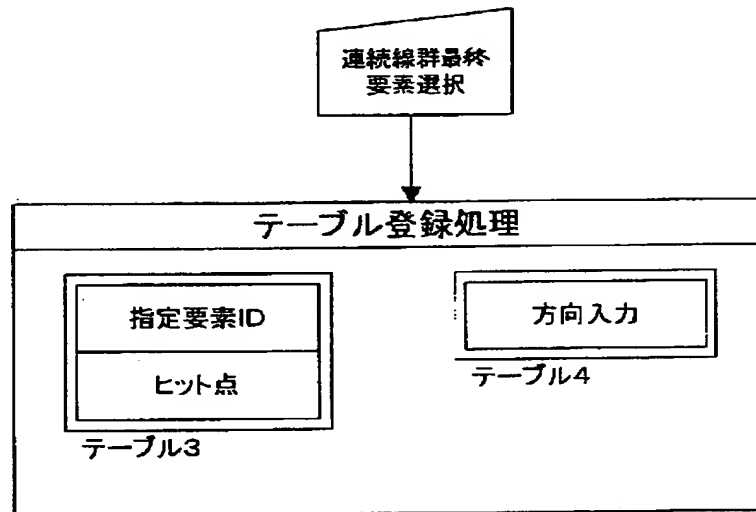 連続線群最終
要素選択
テーブル登録処理
指定要素ID
ヒット点
テーブル3
方向入力
テーブル4